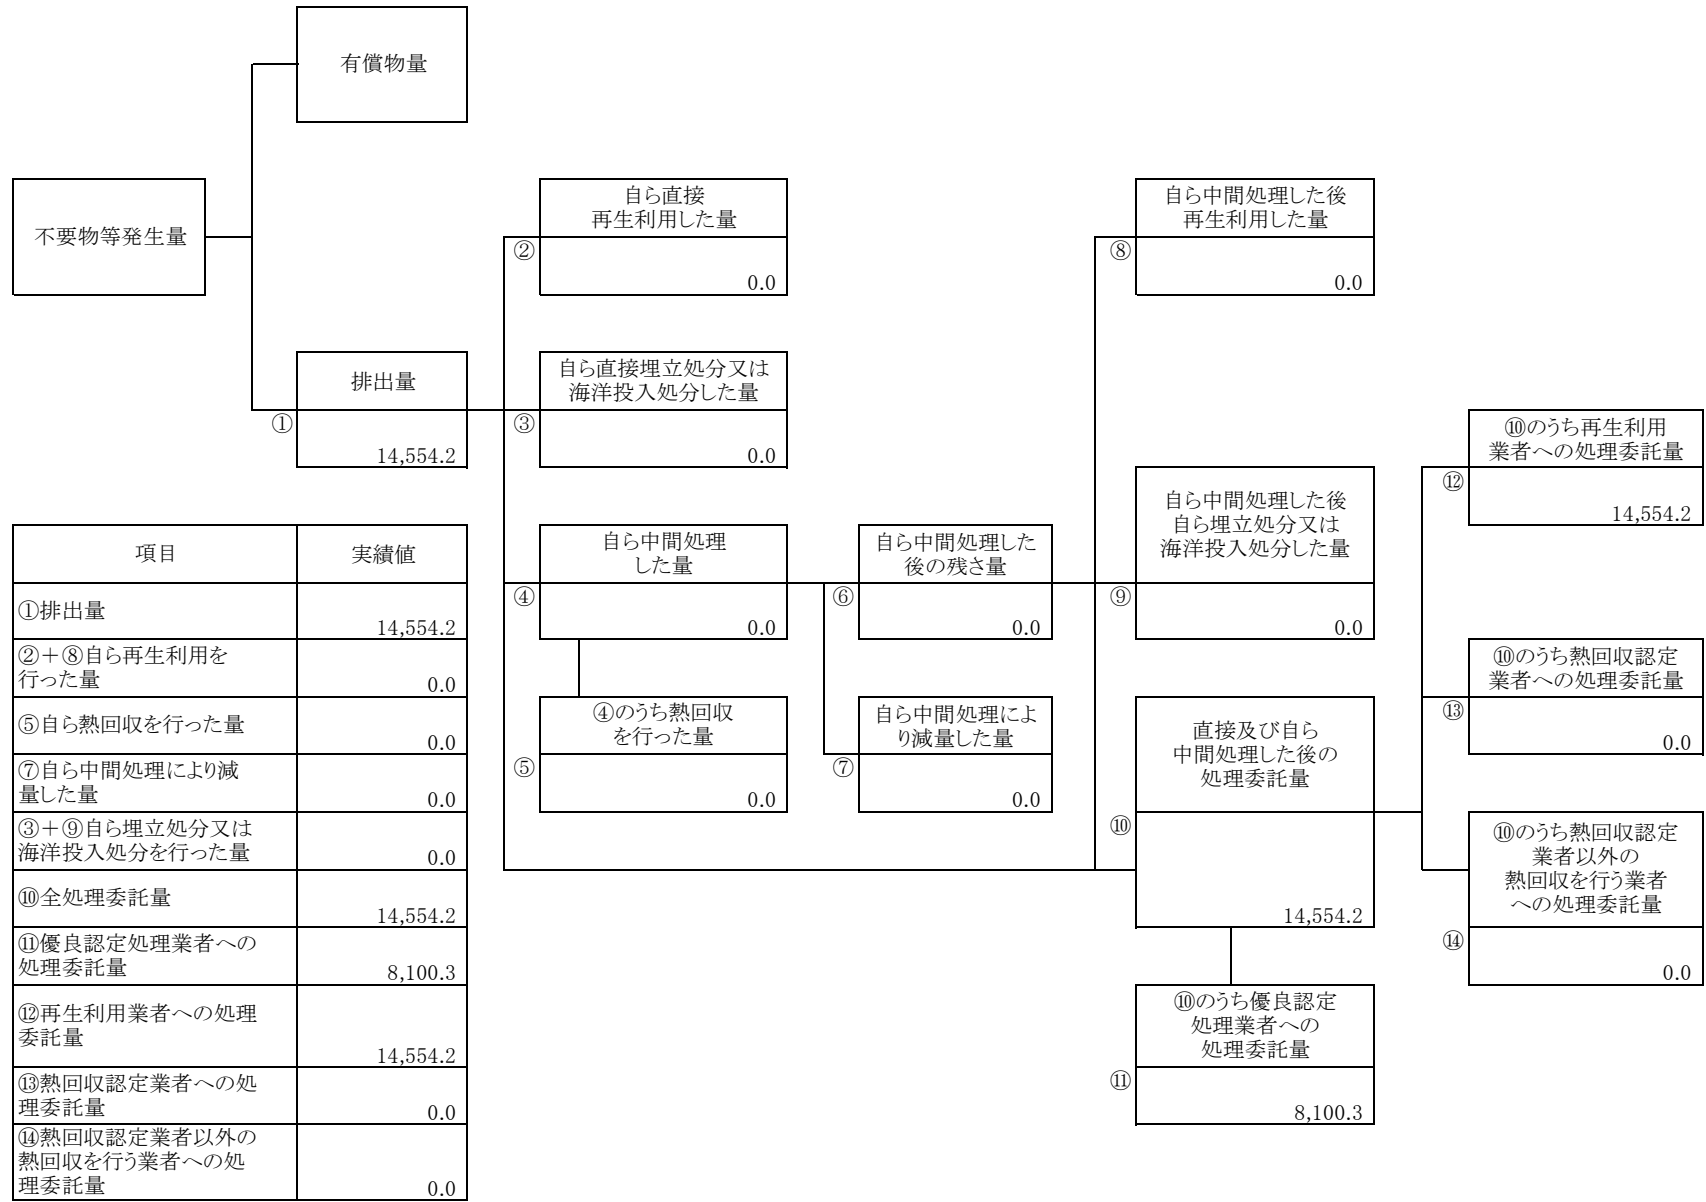 有償物量
不要物等発生量
自ら直接
再生利用した量
②
0.0
自ら中間処理した後
再生利用した量
⑧
0.0
排出量
①
14,554.2
自ら直接埋立処分又は
海洋投入処分した量
③
0.0
⑩のうち再生利用
業者への処理委託量
⑫
14,554.2
自ら中間処理
した量
④
0.0
自ら中間処理した
後の残さ量
⑥
0.0
自ら中間処理した後
自ら埋立処分又は
海洋投入処分した量
⑨
0.0
⑩のうち熱回収認定
業者への処理委託量
⑬
0.0
④のうち熱回収
を行った量
⑤
0.0
自ら中間処理によ
り減量した量
⑦
0.0
直接及び自ら
中間処理した後の
処理委託量
⑩
14,554.2
⑩のうち熱回収認定
業者以外の
熱回収を行う業者
への処理委託量
⑭
0.0
⑩のうち優良認定
処理業者への
処理委託量
⑪
8,100.3
項目 実績値
①排出量
14,554.2
②＋⑧自ら再生利用を
行った量
0.0
⑤自ら熱回収を行った量
0.0
⑦自ら中間処理により減
量した量
0.0
③＋⑨自ら埋立処分又は
海洋投入処分を行った量
0.0
⑩全処理委託量
14,554.2
⑪優良認定処理業者への
処理委託量
8,100.3
⑫再生利用業者への処理
委託量
14,554.2
⑬熱回収認定業者への処
理委託量
0.0
⑭熱回収認定業者以外の
熱回収を行う業者への処
理委託量
0.0